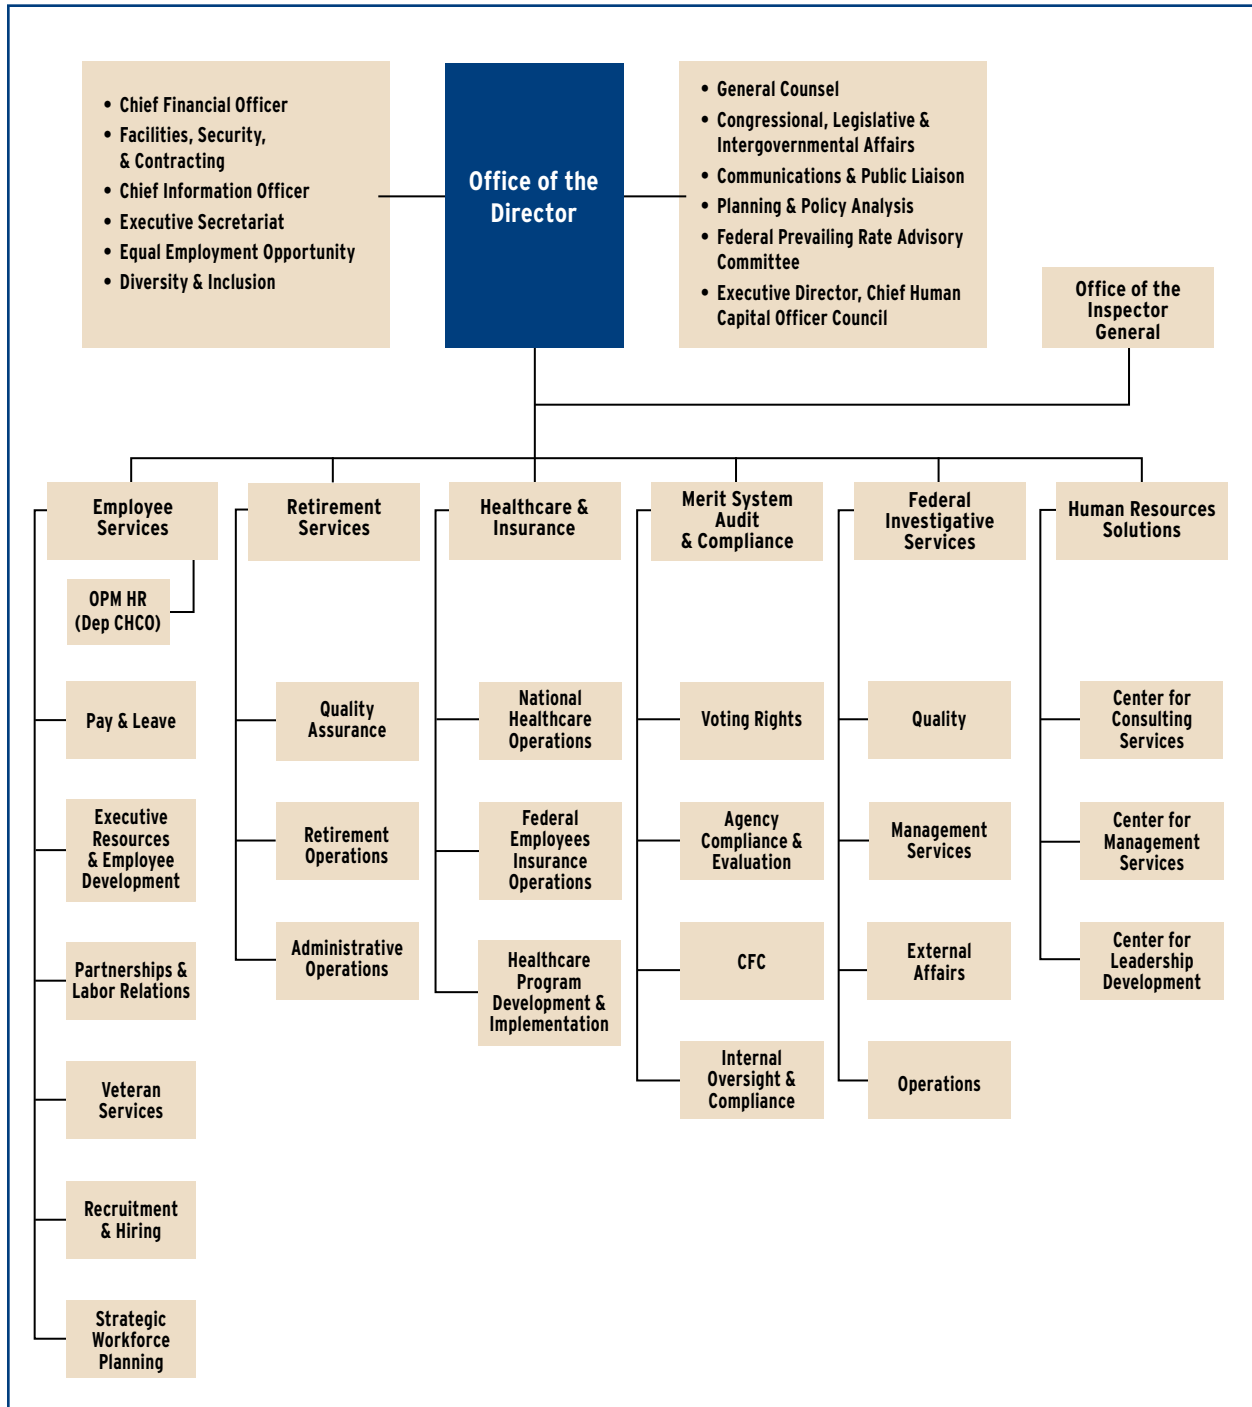 • Chief Financial Officer
• Facilities, Security,
& Contracting
• Chief Information Officer
• Executive Secretariat
• Equal Employment Opportunity
• Diversity & Inclusion
Office of the
Director
• General Counsel
• Congressional, Legislative &
Intergovernmental Affairs
• Communications & Public Liaison
• Planning & Policy Analysis
• Federal Prevailing Rate Advisory
Committee
• Executive Director, Chief Human
Capital Officer Council
Office of the
Inspector
General
Employee
Services
OPM HR
(Dep CHCO)
Pay & Leave
Executive
Resources
& Employee
Development
Partnerships &
Labor Relations
Veteran
Services
Recruitment
& Hiring
Strategic
Workforce
Planning
Retirement
Services
Quality
Assurance
Retirement
Operations
Administrative
Operations
Healthcare &
Insurance
National
Healthcare
Operations
Federal
Employees
Insurance
Operations
Healthcare
Program
Development &
Implementation
Merit System
Audit
& Compliance
Voting Rights
Agency
Compliance &
Evaluation
CFC
Internal
Oversight &
Compliance
Federal
Investigative
Services
Quality
Management
Services
External
Affairs
Operations
Human Resources
Solutions
Center for
Consulting
Services
Center for
Management
Services
Center for
Leadership
Development